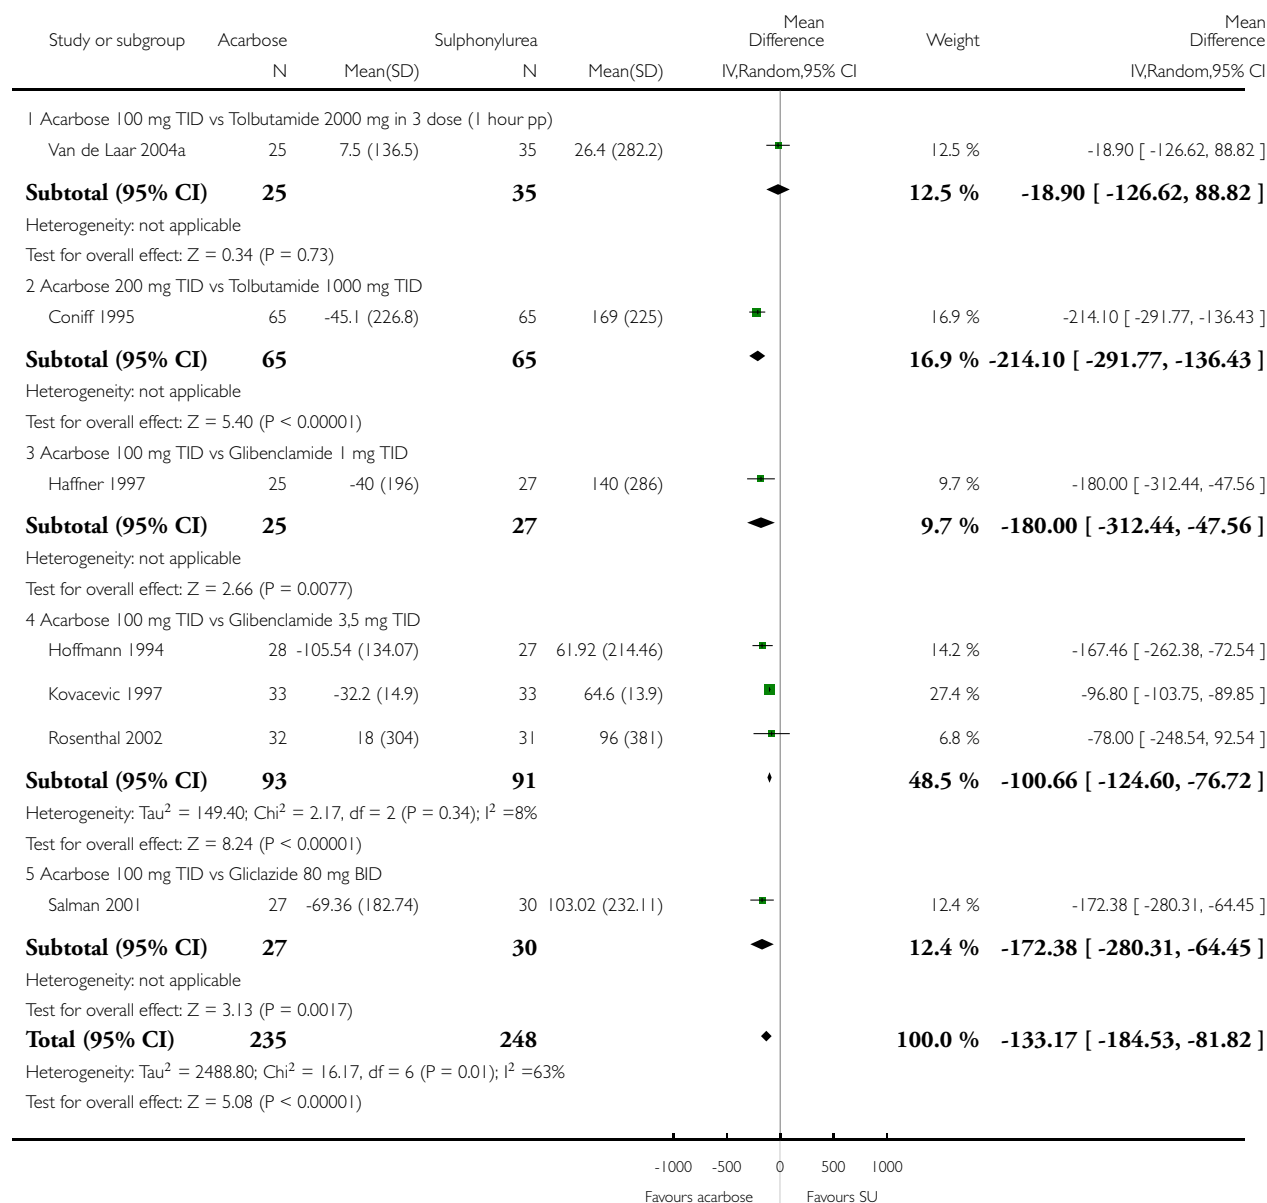 Mean Mean
Study or subgroup Acarbose Sulphonylurea Difference Weight Difference
N Mean(SD) N Mean(SD) IV,Random,95% CI IV,Random,95% CI
1 Acarbose 100 mg TID vs Tolbutamide 2000 mg in 3 dose (1 hour pp)
Van de Laar 2004a 25 7.5 (136.5) 35 26.4 (282.2) 12.5 % -18.90 [ -126.62, 88.82 ]
Subtotal (95% CI) 25 35 12.5 % -18.90 [ -126.62, 88.82 ]
Heterogeneity: not applicable
Test for overall effect: Z = 0.34 (P = 0.73)
2 Acarbose 200 mg TID vs Tolbutamide 1000 mg TID
Coniff 1995 65 -45.1 (226.8) 65 169 (225) 16.9 % -214.10 [ -291.77, -136.43 ]
Subtotal (95% CI) 65 65 16.9 % -214.10 [ -291.77, -136.43 ]
Heterogeneity: not applicable
Test for overall effect: Z = 5.40 (P < 0.00001)
3 Acarbose 100 mg TID vs Glibenclamide 1 mg TID
Haffner 1997 25 -40 (196) 27 140 (286) 9.7 % -180.00 [ -312.44, -47.56 ]
Subtotal (95% CI) 25 27 9.7 % -180.00 [ -312.44, -47.56 ]
Heterogeneity: not applicable
Test for overall effect: Z = 2.66 (P = 0.0077)
4 Acarbose 100 mg TID vs Glibenclamide 3,5 mg TID
Hoffmann 1994 28 -105.54 (134.07) 27 61.92 (214.46) 14.2 % -167.46 [ -262.38, -72.54 ]
Kovacevic 1997 33 -32.2 (14.9) 33 64.6 (13.9) 27.4 % -96.80 [ -103.75, -89.85 ]
Rosenthal 2002 32 18 (304) 31 96 (381) 6.8 % -78.00 [ -248.54, 92.54 ]
Subtotal (95% CI) 93 91 48.5 % -100.66 [ -124.60, -76.72 ]
Heterogeneity: Tau² = 149.40; Chi² = 2.17, df = 2 (P = 0.34); I² =8%
Test for overall effect: Z = 8.24 (P < 0.00001)
5 Acarbose 100 mg TID vs Gliclazide 80 mg BID
Salman 2001 27 -69.36 (182.74) 30 103.02 (232.11) 12.4 % -172.38 [ -280.31, -64.45 ]
Subtotal (95% CI) 27 30 12.4 % -172.38 [ -280.31, -64.45 ]
Heterogeneity: not applicable
Test for overall effect: Z = 3.13 (P = 0.0017)
Total (95% CI) 235 248 100.0 % -133.17 [ -184.53, -81.82 ]
Heterogeneity: Tau² = 2488.80; Chi² = 16.17, df = 6 (P = 0.01); I² =63%
Test for overall effect: Z = 5.08 (P < 0.00001)
-1000 -500 0 500 1000
Favours acarbose Favours SU